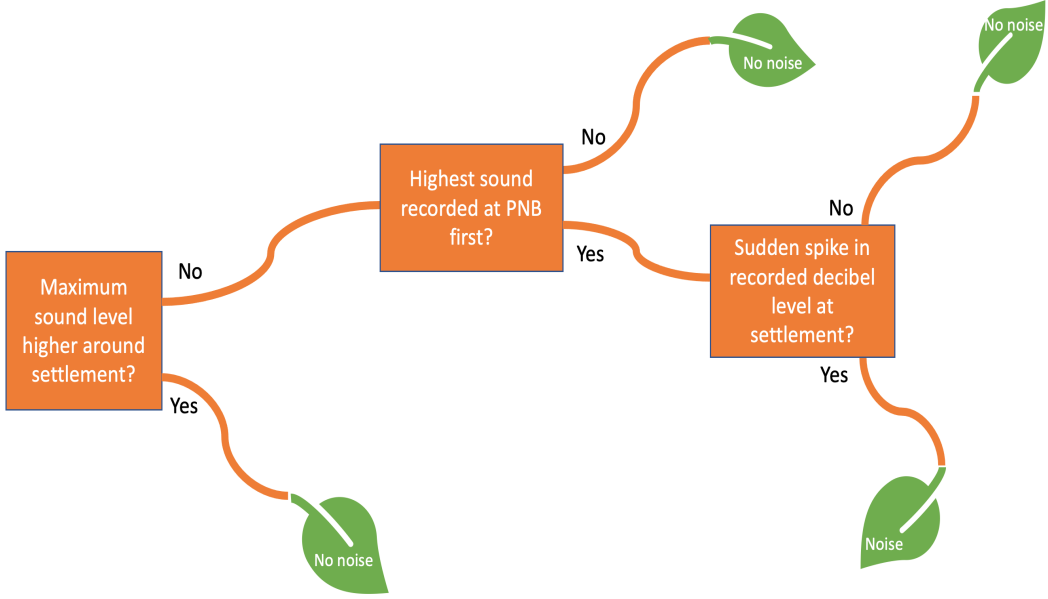 Maximum
sound level
higher around
settlement?
No
Yes
No noise
Highest sound
recorded at PNB
first?
No
No noise
Yes
Sudden spike in
recorded decibel
level at
settlement?
No
No noise
Yes
Noise